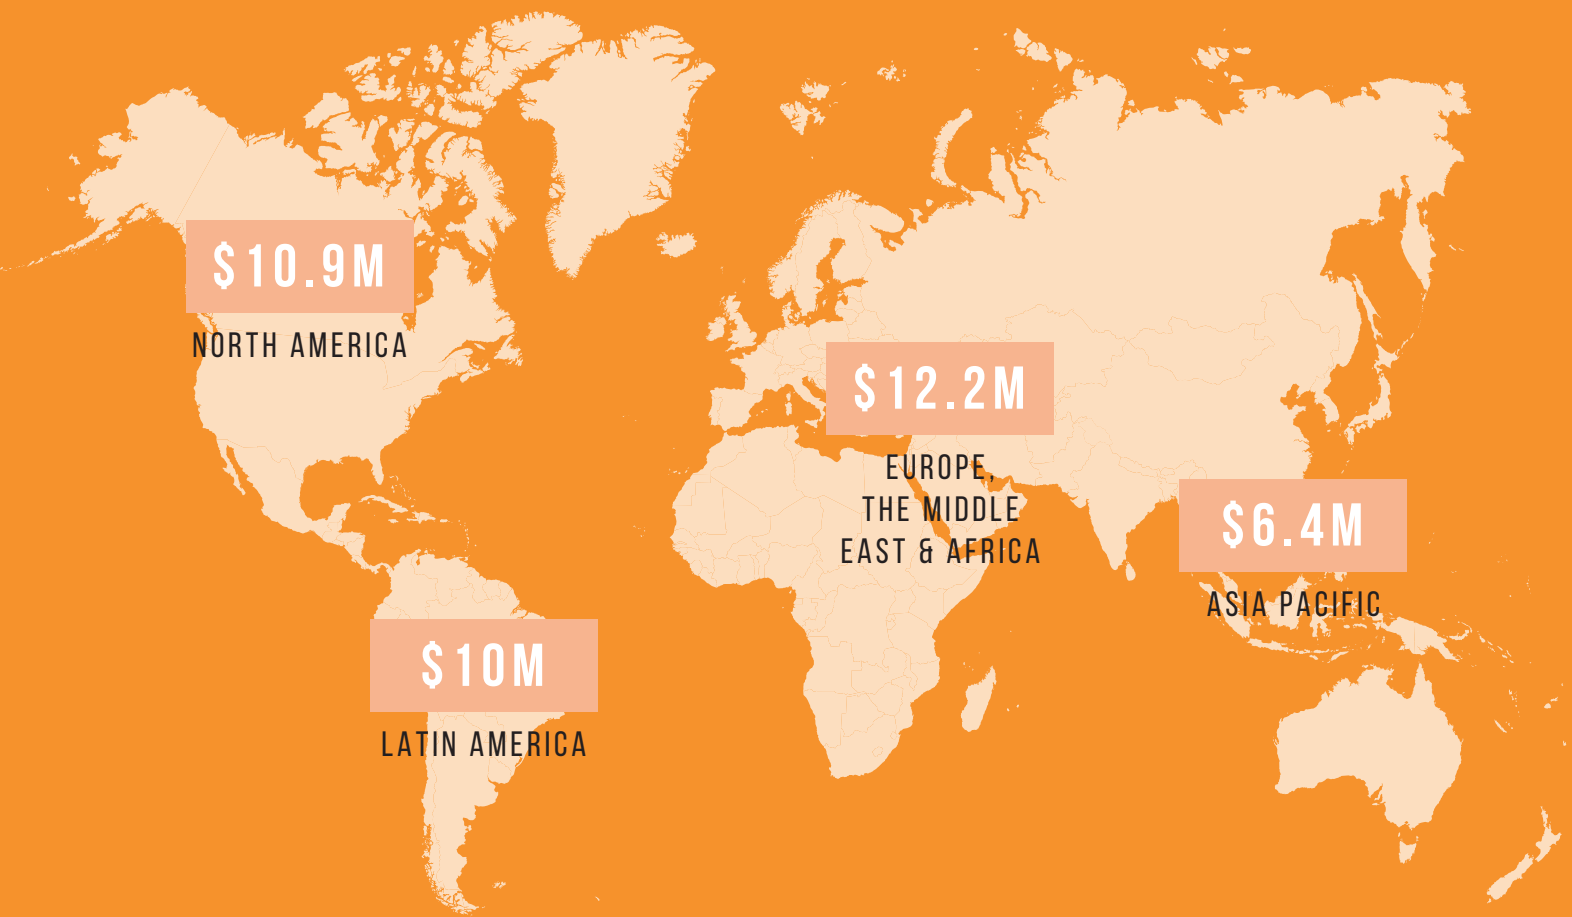 $10.9M
NORTH AMERICA
$12.2M
EUROPE,
THE MIDDLE
EAST & AFRICA
$6.4M
ASIA PACIFIC
$10M
LATIN AMERICA